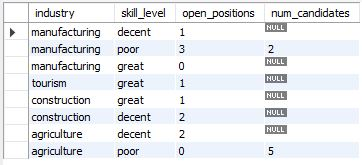 industry skill_level open_positions num_candidates
manufacturing decent 1 NULL
manufacturing poor 3 2
manufacturing great 0 NULL
tourism great 1 NULL
construction great 1 NULL
construction decent 2 NULL
agriculture decent 2 NULL
agriculture poor 0 5